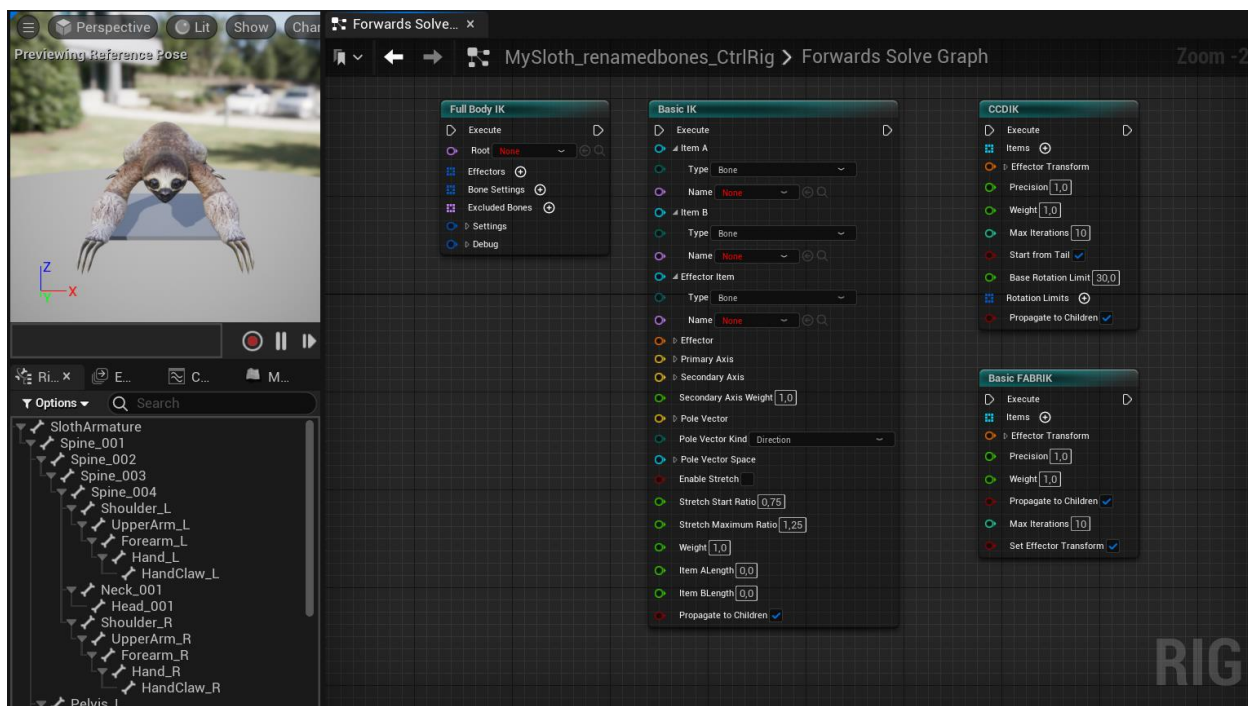 Perspective
Lit
Show
Char
Previewing Reference Pose
Z
Y
X
Ri...
E...
C...
M...
Options
Search
SlothArmature
Spine_001
Spine_002
Spine_003
Spine_004
Shoulder_L
UpperArm_L
Forearm_L
Hand_L
HandClaw_L
Neck_001
Head_001
Shoulder_R
UpperArm_R
Forearm_R
Hand_R
HandClaw_R
Forwards Solve...
MySloth_renamedbones_CtrlRig > Forwards Solve Graph
Zoom -2
Full Body IK
Execute
Root None
Effectors
Bone Settings
Excluded Bones
Settings
Debug
Basic IK
Execute
Item A
Type Bone
Name None
Item B
Type Bone
Name None
Effector Item
Type Bone
Name None
Effector
Primary Axis
Secondary Axis
Secondary Axis Weight 1,0
Pole Vector
Pole Vector Kind Direction
Pole Vector Space
Enable Stretch
Stretch Start Ratio 0,75
Stretch Maximum Ratio 1,25
Weight 1,0
Item ALength 0,0
Item BLength 0,0
Propagate to Children
CCDIK
Execute
Items
Effector Transform
Precision 1,0
Weight 1,0
Max Iterations 10
Start from Tail
Base Rotation Limit 30,0
Rotation Limits
Propagate to Children
Basic FABRIK
Execute
Items
Effector Transform
Precision 1,0
Weight 1,0
Propagate to Children
Max Iterations 10
Set Effector Transform
RIG